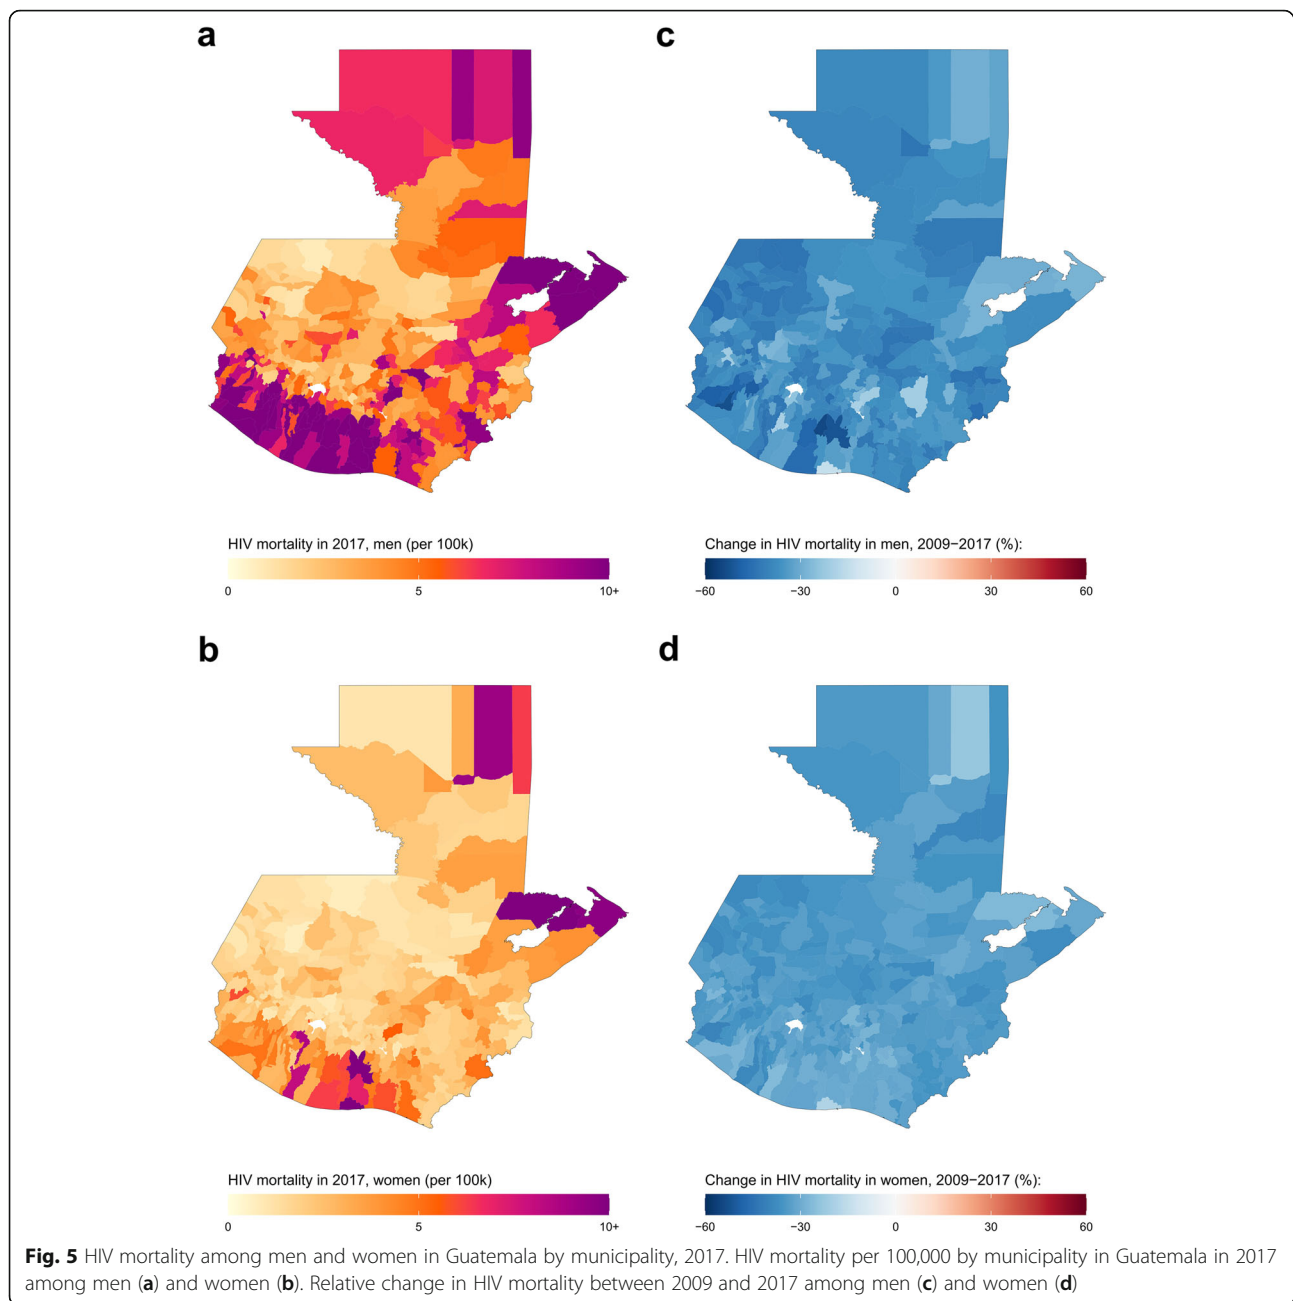 a
c
HIV mortality in 2017, men (per 100k)
0 5 10+
Change in HIV mortality in men, 2009−2017 (%):
−60 −30 0 30 60
b
d
HIV mortality in 2017, women (per 100k)
0 5 10+
Change in HIV mortality in women, 2009−2017 (%):
−60 −30 0 30 60
Fig. 5 HIV mortality among men and women in Guatemala by municipality, 2017. HIV mortality per 100,000 by municipality in Guatemala in 2017
among men (a) and women (b). Relative change in HIV mortality between 2009 and 2017 among men (c) and women (d)